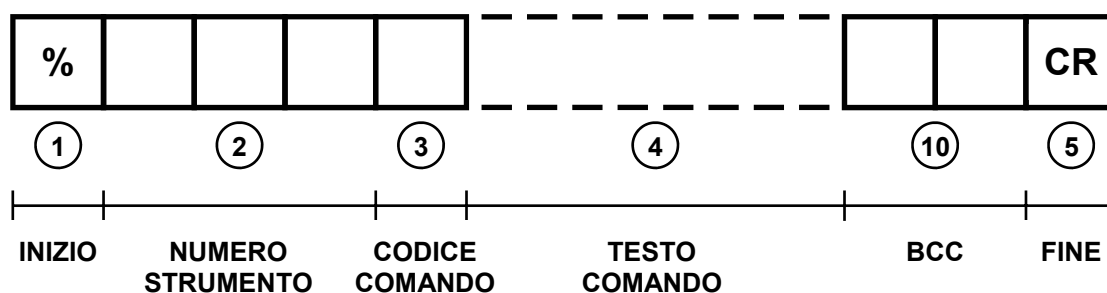 % CR
1 2 3 4 10 5
INIZIO NUMERO STRUMENTO CODICE COMANDO TESTO COMANDO BCC FINE